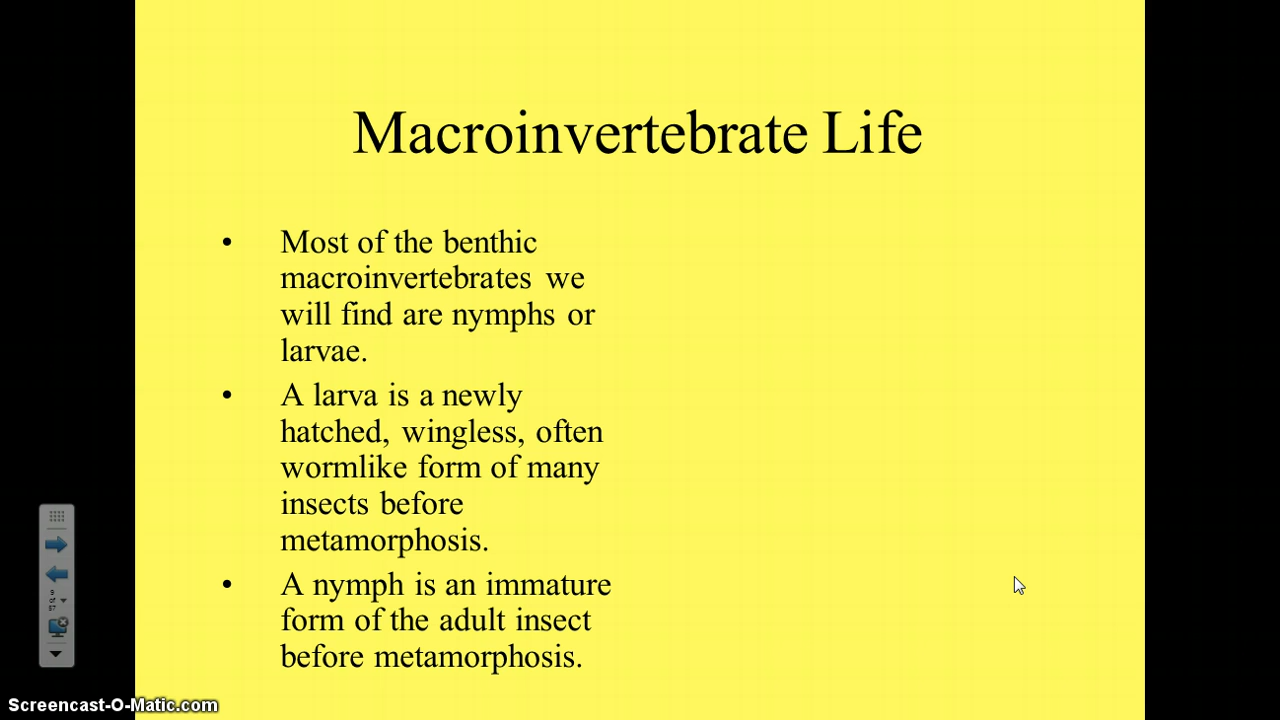 Macroinvertebrate Life
• Most of the benthic
macroinvertebrates we
will find are nymphs or
larvae.
• A larva is a newly
hatched, wingless, often
wormlike form of many
insects before
metamorphosis.
• A nymph is an immature
form of the adult insect
before metamorphosis.
9
of
Screencast-O-Matic.com